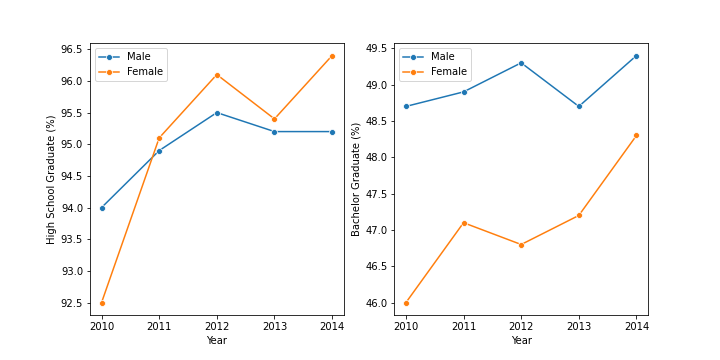 96.5
96.0
95.5
95.0
94.5
94.0
93.5
93.0
92.5
High School Graduate (%)
Male
Female
2010 2011 2012 2013 2014
Year
49.5
49.0
48.5
48.0
47.5
47.0
46.5
46.0
Bachelor Graduate (%)
Male
Female
2010 2011 2012 2013 2014
Year